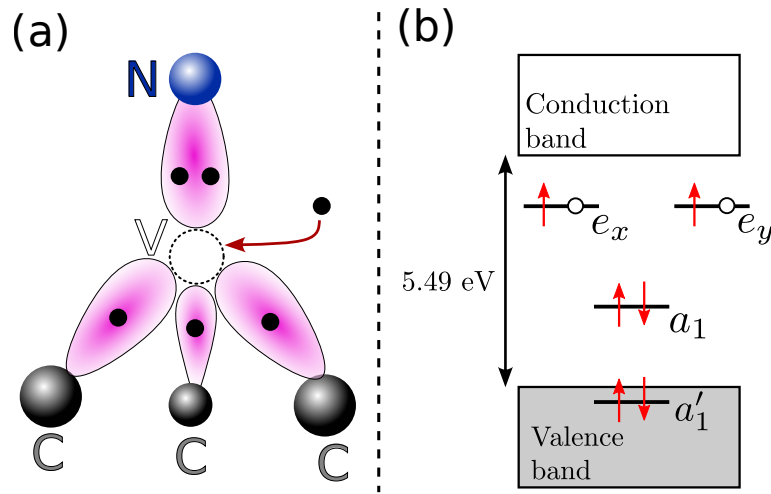 (a)
N
V
C
C
C
(b)
Conduction
band
e_x
e_y
5.49 eV
a_1
a'_1
Valence
band